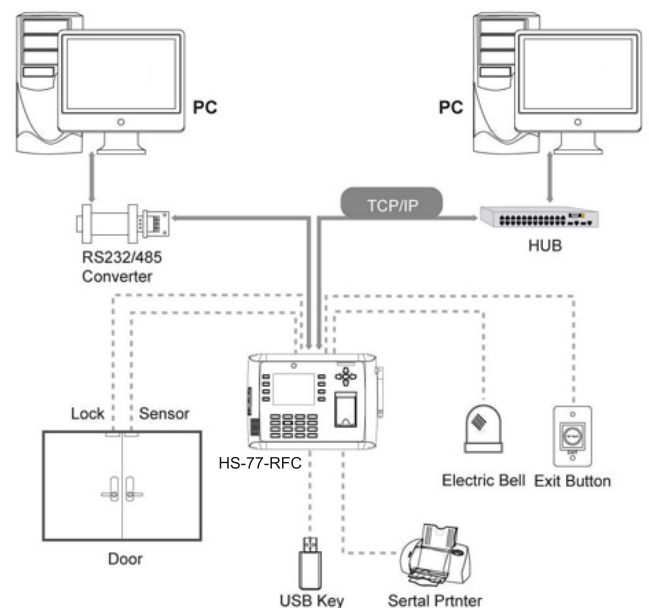 PC
PC
TCP/IP
RS232/485
Converter
HUB
Lock
Sensor
HS-77-RFC
Electric Bell
Exit Button
Door
USB Key
Sertal Prtnter